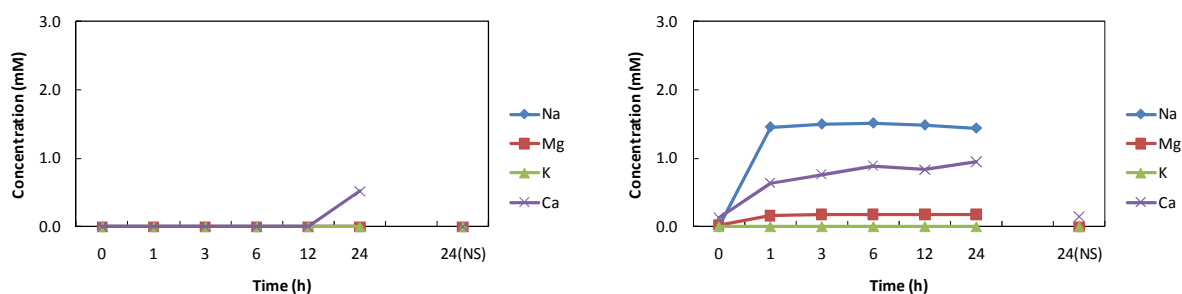 3.0
2.0
1.0
0.0
Concentration (mM)
0 1 3 6 12 24 24(NS)
Time (h)
Na
Mg
K
Ca
3.0
2.0
1.0
0.0
Concentration (mM)
0 1 3 6 12 24 24(NS)
Time (h)
Na
Mg
K
Ca